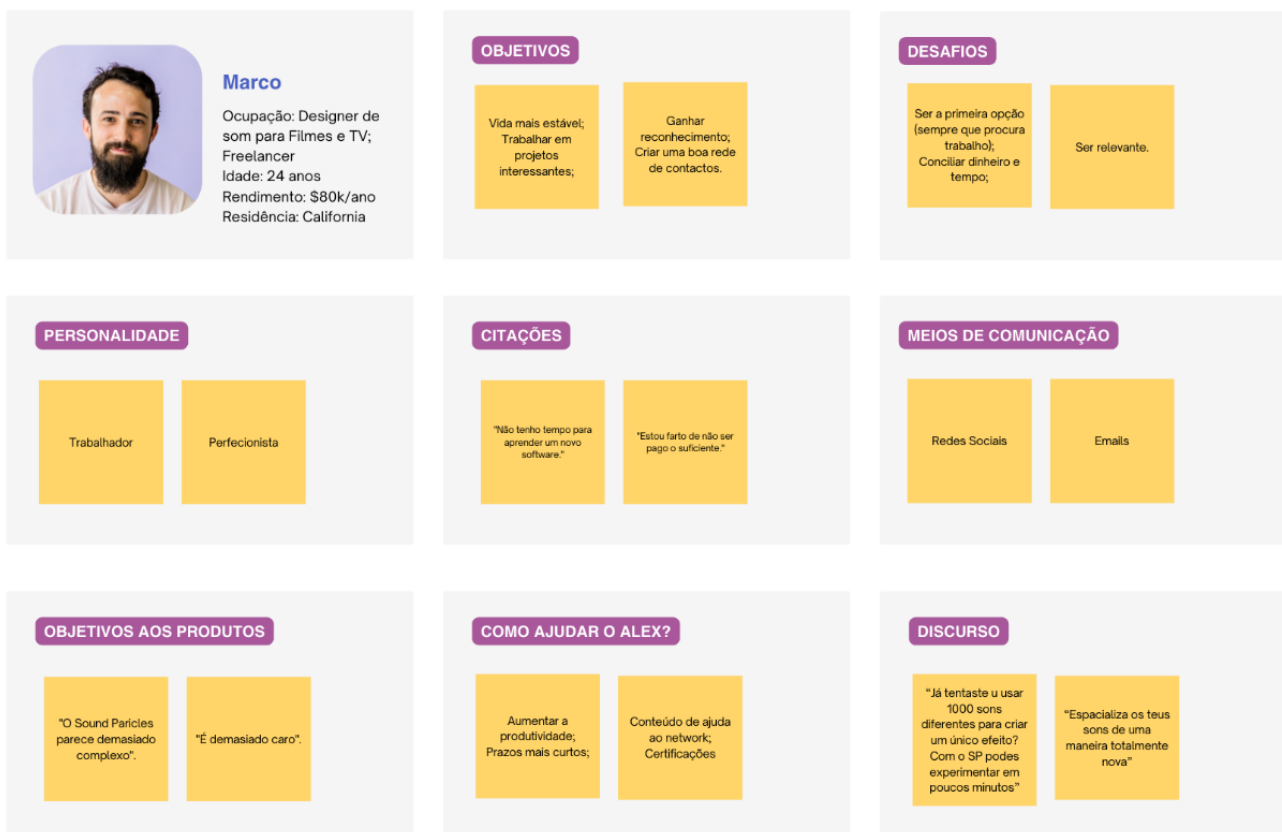 Marco
Ocupação: Designer de
som para Filmes e TV;
Freelancer
Idade: 24 anos
Rendimento: $80k/ano
Residência: California
OBJETIVOS
Vida mais estável;
Trabalhar em
projetos
interessantes;
Ganhar
reconhecimento;
Criar uma boa rede
de contactos.
DESAFIOS
Ser a primeira opção
(sempre que procura
trabalho);
Conciliar dinheiro e
tempo;
Ser relevante.
PERSONALIDADE
Trabalhador
Perfecionista
CITAÇÕES
"Não tenho tempo para
aprender um novo
software."
"Estou farto de não ser
pago o suficiente."
MEIOS DE COMUNICAÇÃO
Redes Sociais
Emails
OBJETIVOS AOS PRODUTOS
"O Sound Paricles
parece demasiado
complexo".
"É demasiado caro".
COMO AJUDAR O ALEX?
Aumentar a
produtividade;
Prazos mais curtos;
Conteúdo de ajuda
ao network;
Certificações
DISCURSO
“Já tentaste u usar
1000 sons
diferentes para criar
um único efeito?
Com o SP podes
experimentar em
poucos minutos”
“Espacializa os teus
sons de uma
maneira totalmente
nova”